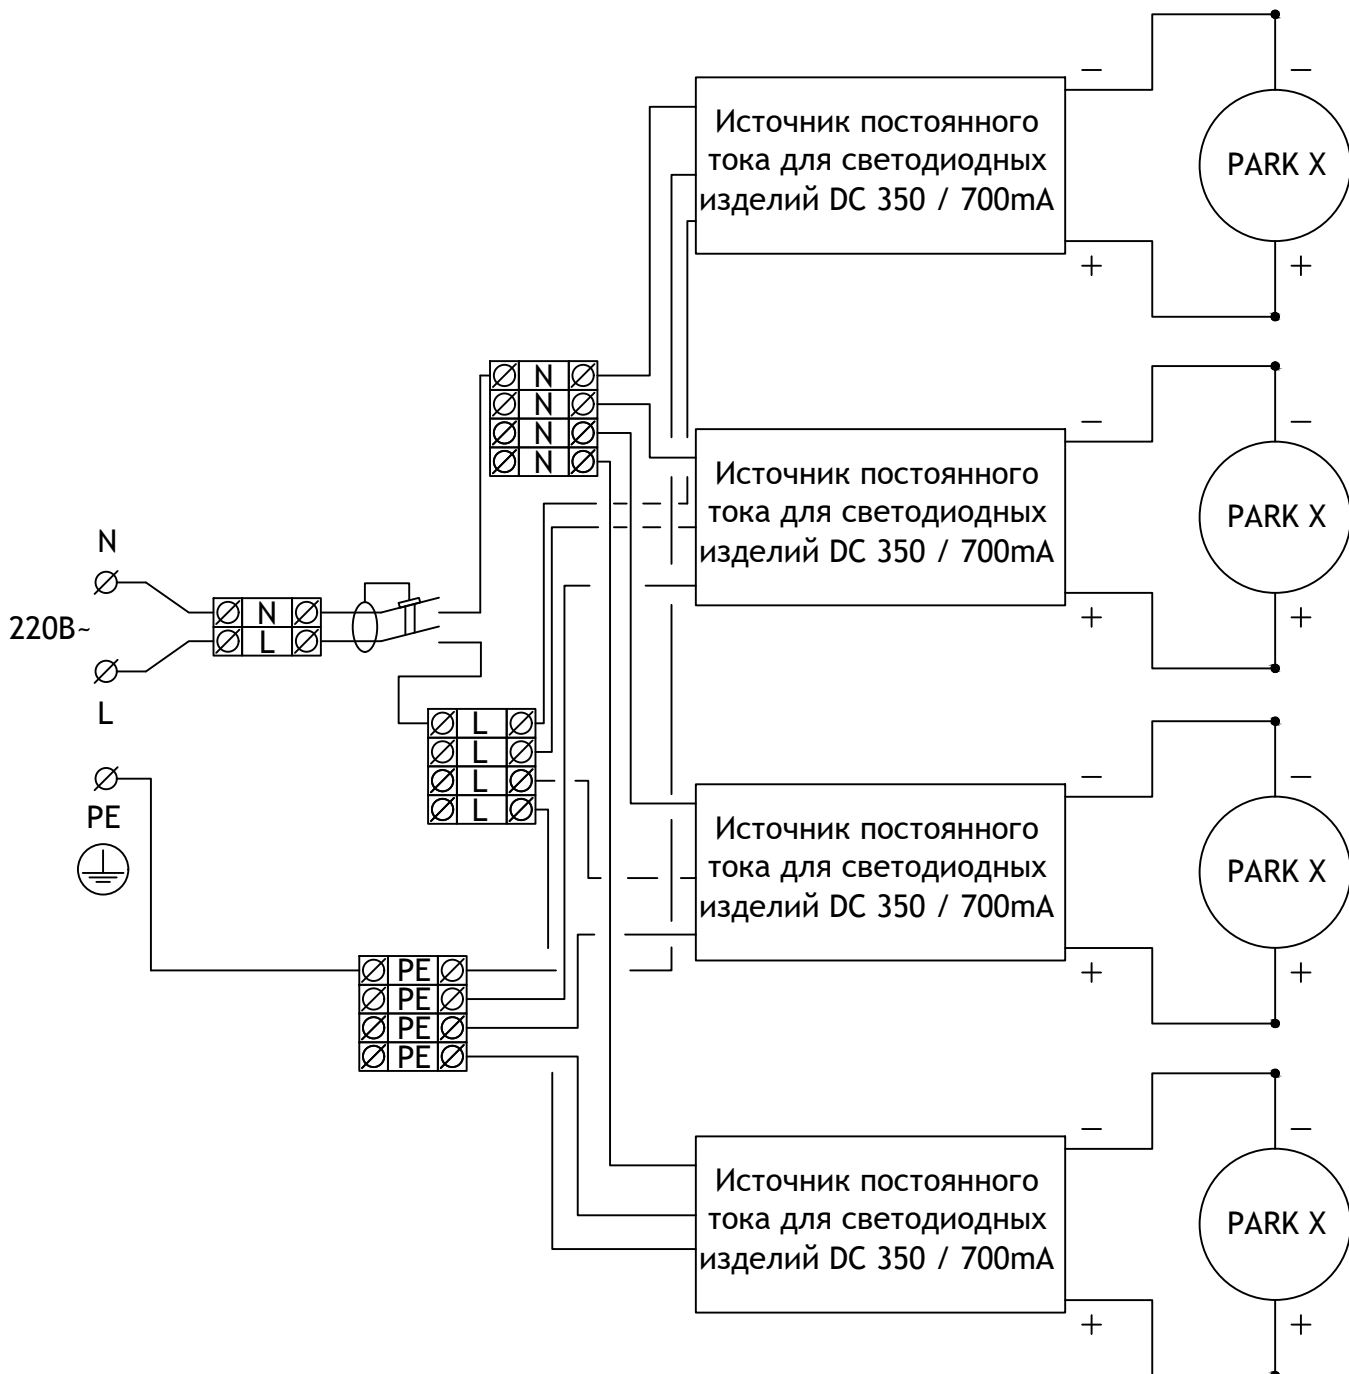 Источник постоянного
тока для светодиодных
изделий DC 350 / 700mA
−
+
−
PARK X
+
N
N
N
N
Источник постоянного
тока для светодиодных
изделий DC 350 / 700mA
−
+
−
PARK X
+
N
220В~
L
N
L
L
L
L
L
PE
Источник постоянного
тока для светодиодных
изделий DC 350 / 700mA
−
+
−
PARK X
+
PE
PE
PE
PE
Источник постоянного
тока для светодиодных
изделий DC 350 / 700mA
−
+
−
PARK X
+